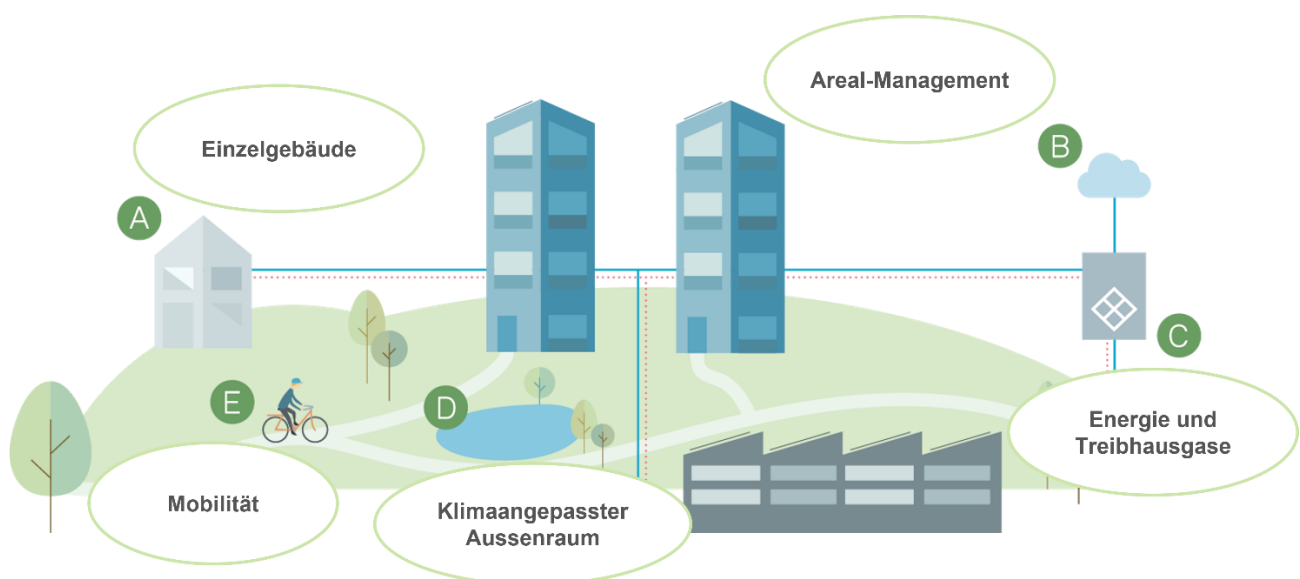 Areal-Management
Einzelgebäude
B
A
C
E
D
Energie und
Treibhausgase
Mobilität
Klimaangepasster
Aussenraum